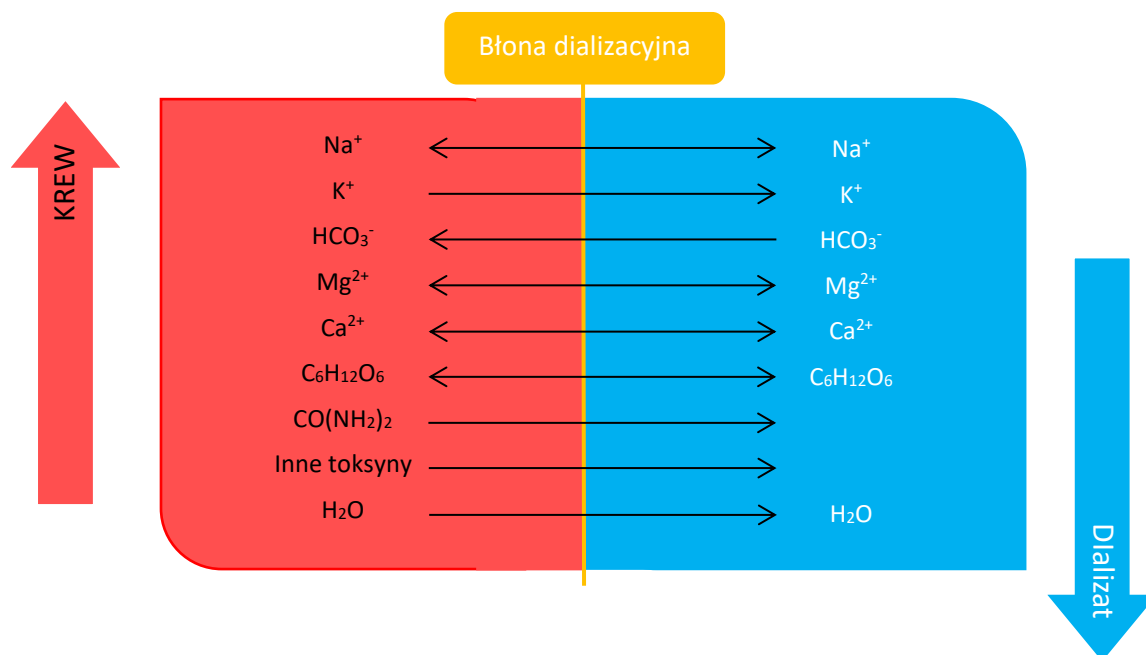 Błona dializacyjna
KREW
Na⁺ Na⁺
K⁺ K⁺
HCO₃⁻ HCO₃⁻
Mg²⁺ Mg²⁺
Ca²⁺ Ca²⁺
C₆H₁₂O₆ C₆H₁₂O₆
CO(NH₂)₂
Inne toksyny
H₂O H₂O
DIalizat